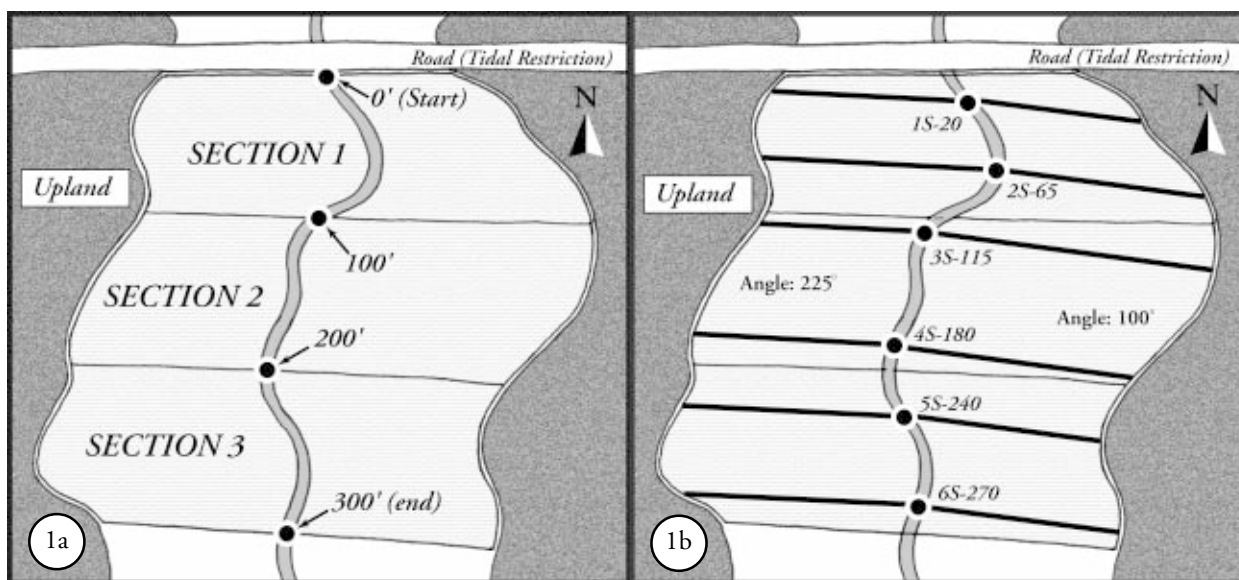 Road (Tidal Restriction)
0' (Start)
N
SECTION 1
Upland
100'
SECTION 2
200'
SECTION 3
300' (end)
1a
Road (Tidal Restriction)
N
1S-20
Upland
2S-65
3S-115
Angle: 225°
Angle: 100°
4S-180
5S-240
6S-270
1b